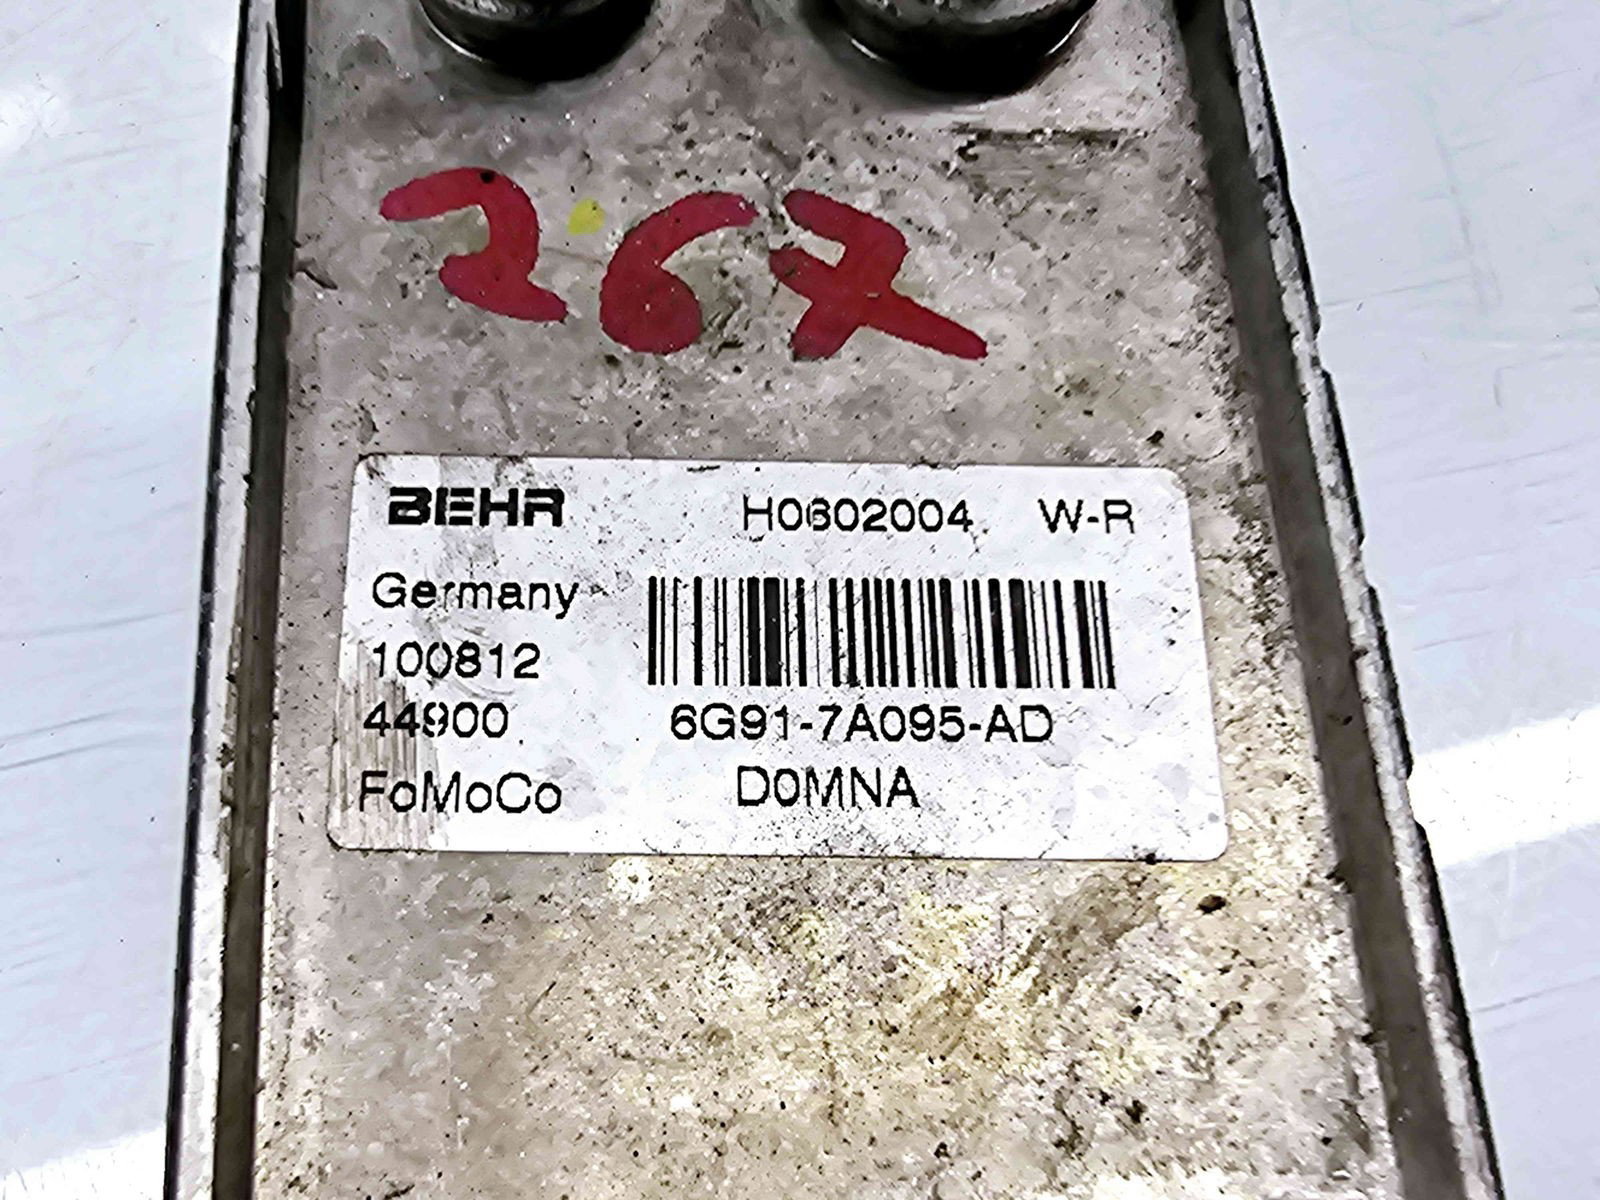 267
BEHR H0602004 W-R
Germany
100812
44900 6G91-7A095-AD
FoMoCo D0MNA